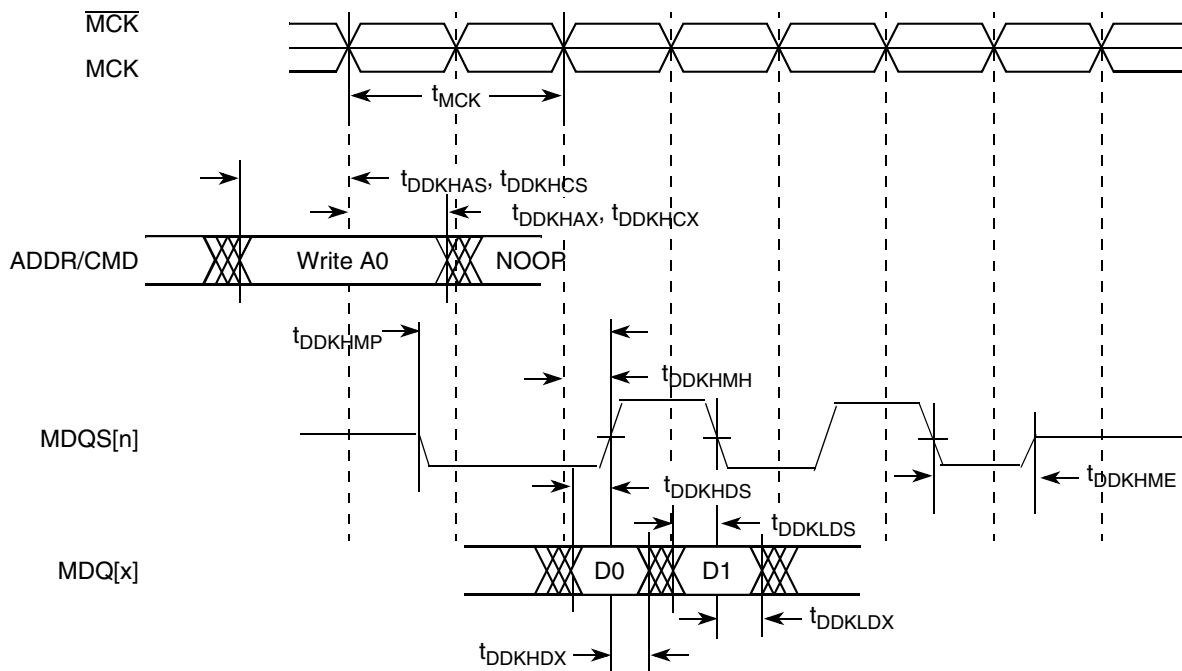 MCK
MCK
tMCK
tDDKHAS, tDDKHCS
tDDKHAX, tDDKHCX
ADDR/CMD
Write A0
NOOP
tDDKHMP
tDDKHMH
MDQS[n]
tDDKHME
tDDKHDS
tDDKLDS
MDQ[x]
D0
D1
tDDKLDX
tDDKHDX